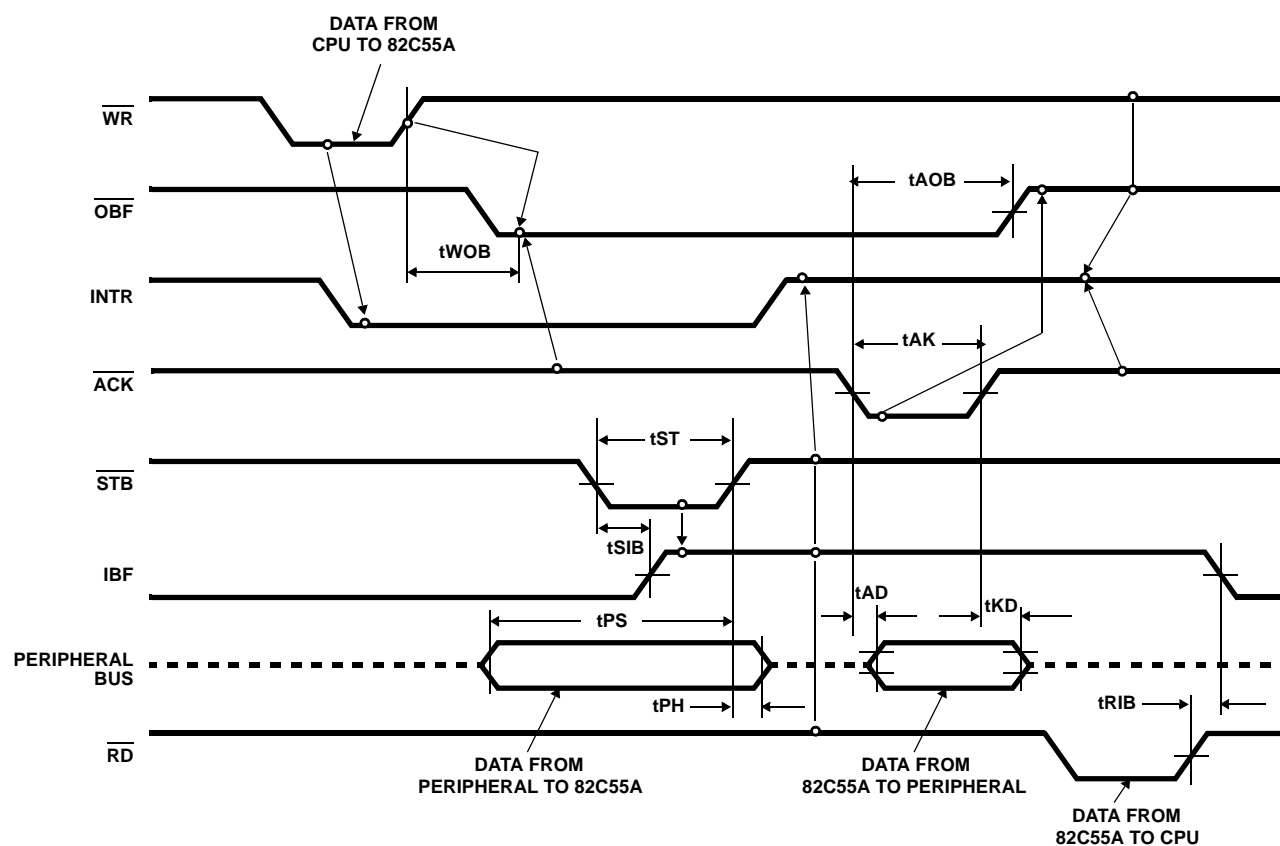 DATA FROM
CPU TO 82C55A
WR
OBF
tAOB
tWOB
INTR
tAK
ACK
tST
STB
tSIB
IBF
tAD
tKD
tPS
PERIPHERAL
BUS
tPH
tRIB
RD
DATA FROM
PERIPHERAL TO 82C55A
DATA FROM
82C55A TO PERIPHERAL
DATA FROM
82C55A TO CPU